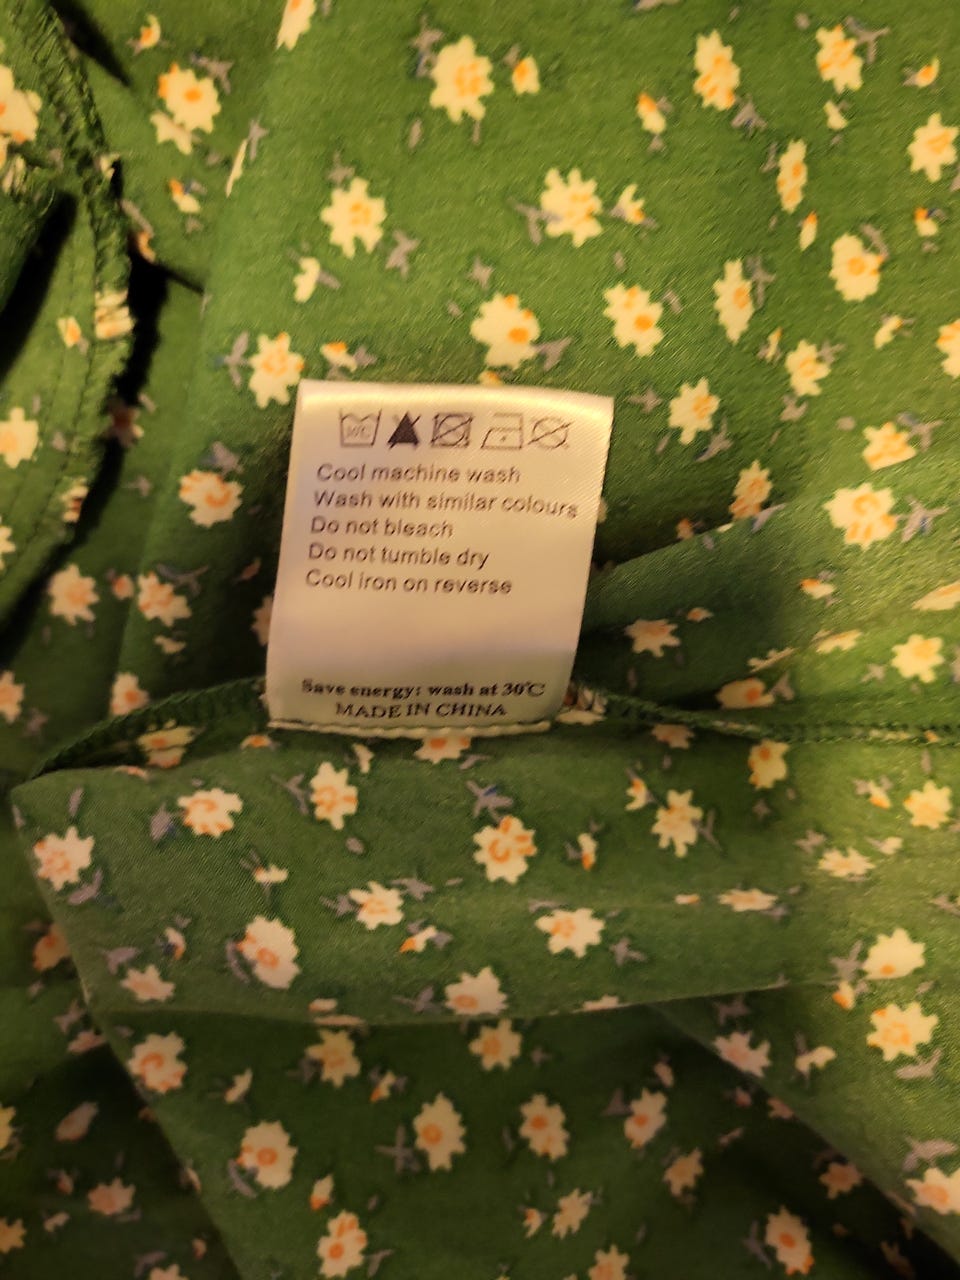 Cool machine wash
Wash with similar colours
Do not bleach
Do not tumble dry
Cool iron on reverse
Save energy: wash at 30℃
MADE IN CHINA